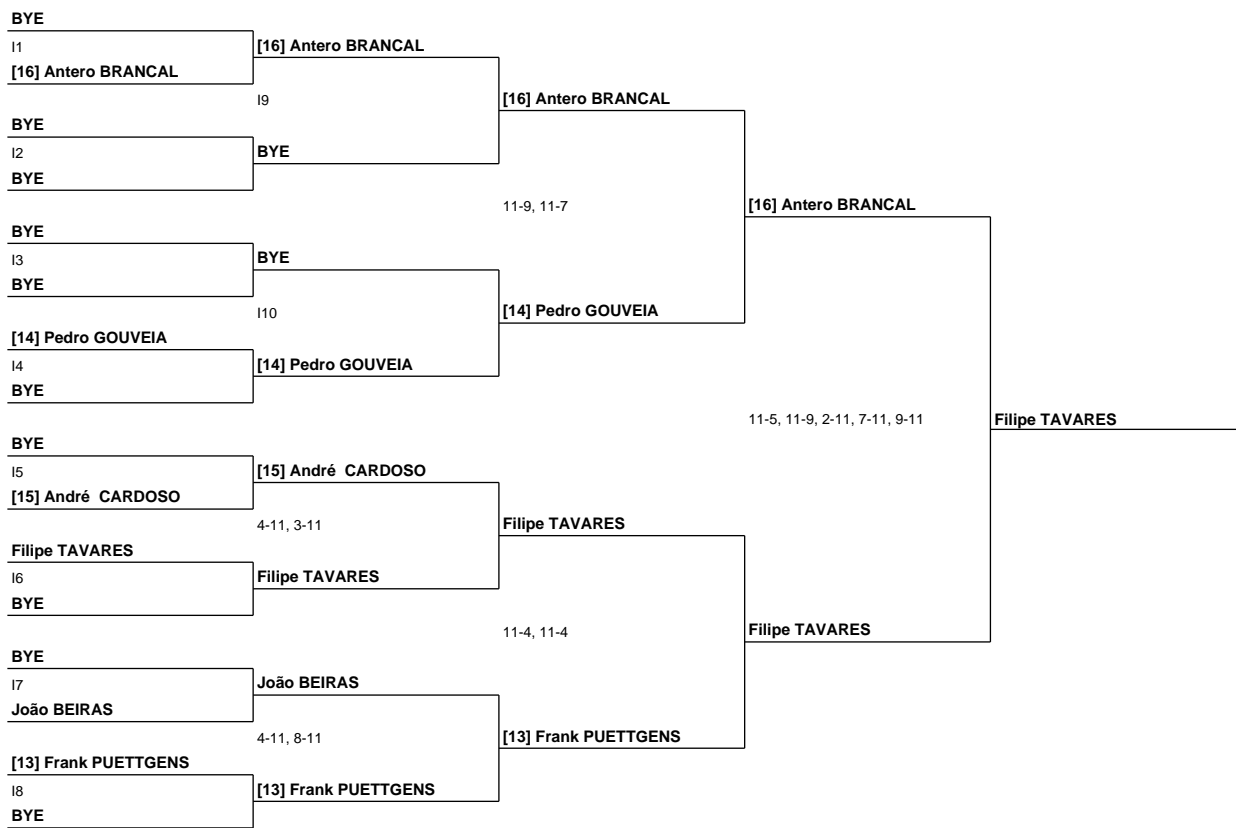 BYE
I1
[16] Antero BRANCAL
[16] Antero BRANCAL
I9
[16] Antero BRANCAL
BYE
I2
BYE
BYE
11-9, 11-7
[16] Antero BRANCAL
BYE
I3
BYE
BYE
I10
[14] Pedro GOUVEIA
[14] Pedro GOUVEIA
I4
[14] Pedro GOUVEIA
BYE
11-5, 11-9, 2-11, 7-11, 9-11
Filipe TAVARES
BYE
I5
[15] André  CARDOSO
[15] André  CARDOSO
4-11, 3-11
Filipe TAVARES
Filipe TAVARES
I6
Filipe TAVARES
BYE
11-4, 11-4
Filipe TAVARES
BYE
I7
João BEIRAS
João BEIRAS
4-11, 8-11
[13] Frank PUETTGENS
[13] Frank PUETTGENS
I8
[13] Frank PUETTGENS
BYE